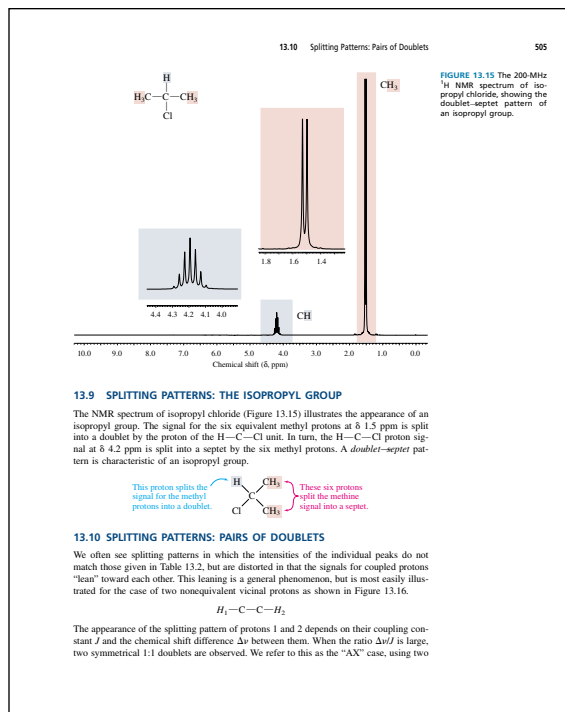 13.10 Splitting Patterns: Pairs of Doublets 505
H
H₃C—C—CH₃
Cl
CH₃
FIGURE 13.15 The 200-MHz
¹H NMR spectrum of iso-
propyl chloride, showing the
doublet–septet pattern of
an isopropyl group.
1.8 1.6 1.4
4.4 4.3 4.2 4.1 4.0
CH
10.0 9.0 8.0 7.0 6.0 5.0 4.0 3.0 2.0 1.0 0.0
Chemical shift (δ, ppm)
13.9 SPLITTING PATTERNS: THE ISOPROPYL GROUP
The NMR spectrum of isopropyl chloride (Figure 13.15) illustrates the appearance of an
isopropyl group. The signal for the six equivalent methyl protons at δ 1.5 ppm is split
into a doublet by the proton of the H—C—Cl unit. In turn, the H—C—Cl proton sig-
nal at δ 4.2 ppm is split into a septet by the six methyl protons. A doublet–septet pat-
tern is characteristic of an isopropyl group.
This proton splits the
signal for the methyl
protons into a doublet.
H CH₃
C
Cl CH₃
These six protons
split the methine
signal into a septet.
13.10 SPLITTING PATTERNS: PAIRS OF DOUBLETS
We often see splitting patterns in which the intensities of the individual peaks do not
match those given in Table 13.2, but are distorted in that the signals for coupled protons
“lean” toward each other. This leaning is a general phenomenon, but is most easily illus-
trated for the case of two nonequivalent vicinal protons as shown in Figure 13.16.
H₁—C—C—H₂
The appearance of the splitting pattern of protons 1 and 2 depends on their coupling con-
stant J and the chemical shift difference Δν between them. When the ratio Δν/J is large,
two symmetrical 1:1 doublets are observed. We refer to this as the “AX” case, using two